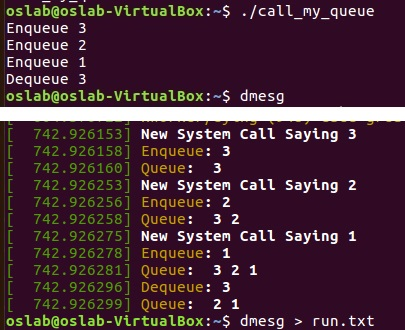 oslab@oslab-VirtualBox:~$ ./call_my_queue
Enqueue 3
Enqueue 2
Enqueue 1
Dequeue 3
oslab@oslab-VirtualBox:~$ dmesg
[  742.926153] New System Call Saying 3
[  742.926158] Enqueue: 3
[  742.926160] Queue:  3
[  742.926253] New System Call Saying 2
[  742.926256] Enqueue: 2
[  742.926258] Queue:  3 2
[  742.926275] New System Call Saying 1
[  742.926278] Enqueue: 1
[  742.926281] Queue:  3 2 1
[  742.926296] Dequeue: 3
[  742.926299] Queue:  2 1
oslab@oslab-VirtualBox:~$ dmesg > run.txt